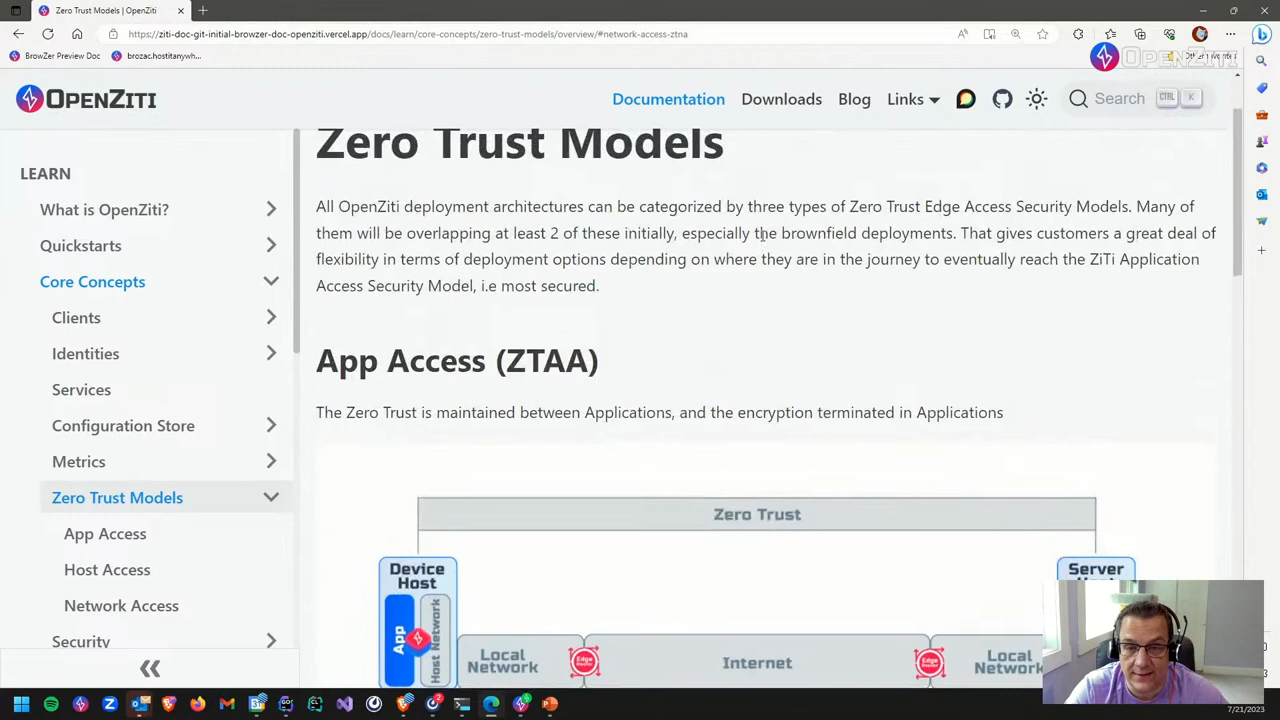 Zero Trust Models | OpenZiti
https://ziti-doc-git-initial-browzer-doc-openziti.vercel.app/docs/learn/core-concepts/zero-trust-models/overview/#network-access-ztna
BrowZer Preview Doc
brozac.hostitanywh...
OPENZITI
OPENZITI
Documentation
Downloads
Blog
Links
Search
CTRL
K
LEARN
What is OpenZiti?
Quickstarts
Core Concepts
Clients
Identities
Services
Configuration Store
Metrics
Zero Trust Models
App Access
Host Access
Network Access
Security
Zero Trust Models
All OpenZiti deployment architectures can be categorized by three types of Zero Trust Edge Access Security Models. Many of
them will be overlapping at least 2 of these initially, especially the brownfield deployments. That gives customers a great deal of
flexibility in terms of deployment options depending on where they are in the journey to eventually reach the ZiTi Application
Access Security Model, i.e most secured.
App Access (ZTAA)
The Zero Trust is maintained between Applications, and the encryption terminated in Applications
Zero Trust
Device
Host
App
Host Network
Local
Network
Edge
Internet
Edge
Local
Server
7/21/2023